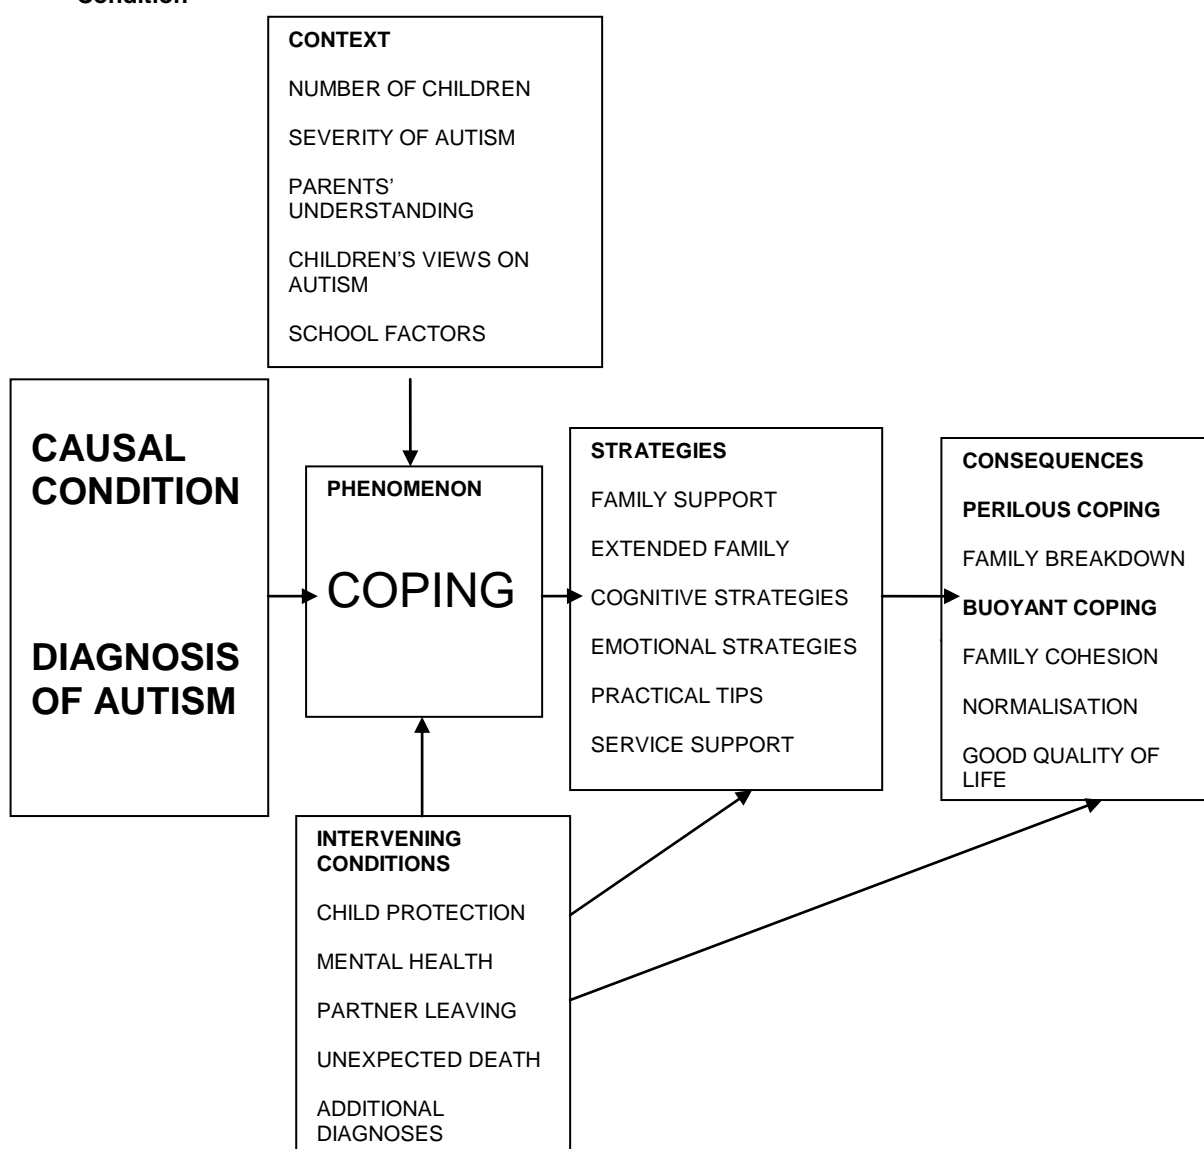 Condition
CONTEXT
NUMBER OF CHILDREN
SEVERITY OF AUTISM
PARENTS'
UNDERSTANDING
CHILDREN'S VIEWS ON
AUTISM
SCHOOL FACTORS
CAUSAL
CONDITION
DIAGNOSIS
OF AUTISM
PHENOMENON
COPING
STRATEGIES
FAMILY SUPPORT
EXTENDED FAMILY
COGNITIVE STRATEGIES
EMOTIONAL STRATEGIES
PRACTICAL TIPS
SERVICE SUPPORT
CONSEQUENCES
PERILOUS COPING
FAMILY BREAKDOWN
BUOYANT COPING
FAMILY COHESION
NORMALISATION
GOOD QUALITY OF
LIFE
INTERVENING
CONDITIONS
CHILD PROTECTION
MENTAL HEALTH
PARTNER LEAVING
UNEXPECTED DEATH
ADDITIONAL
DIAGNOSES